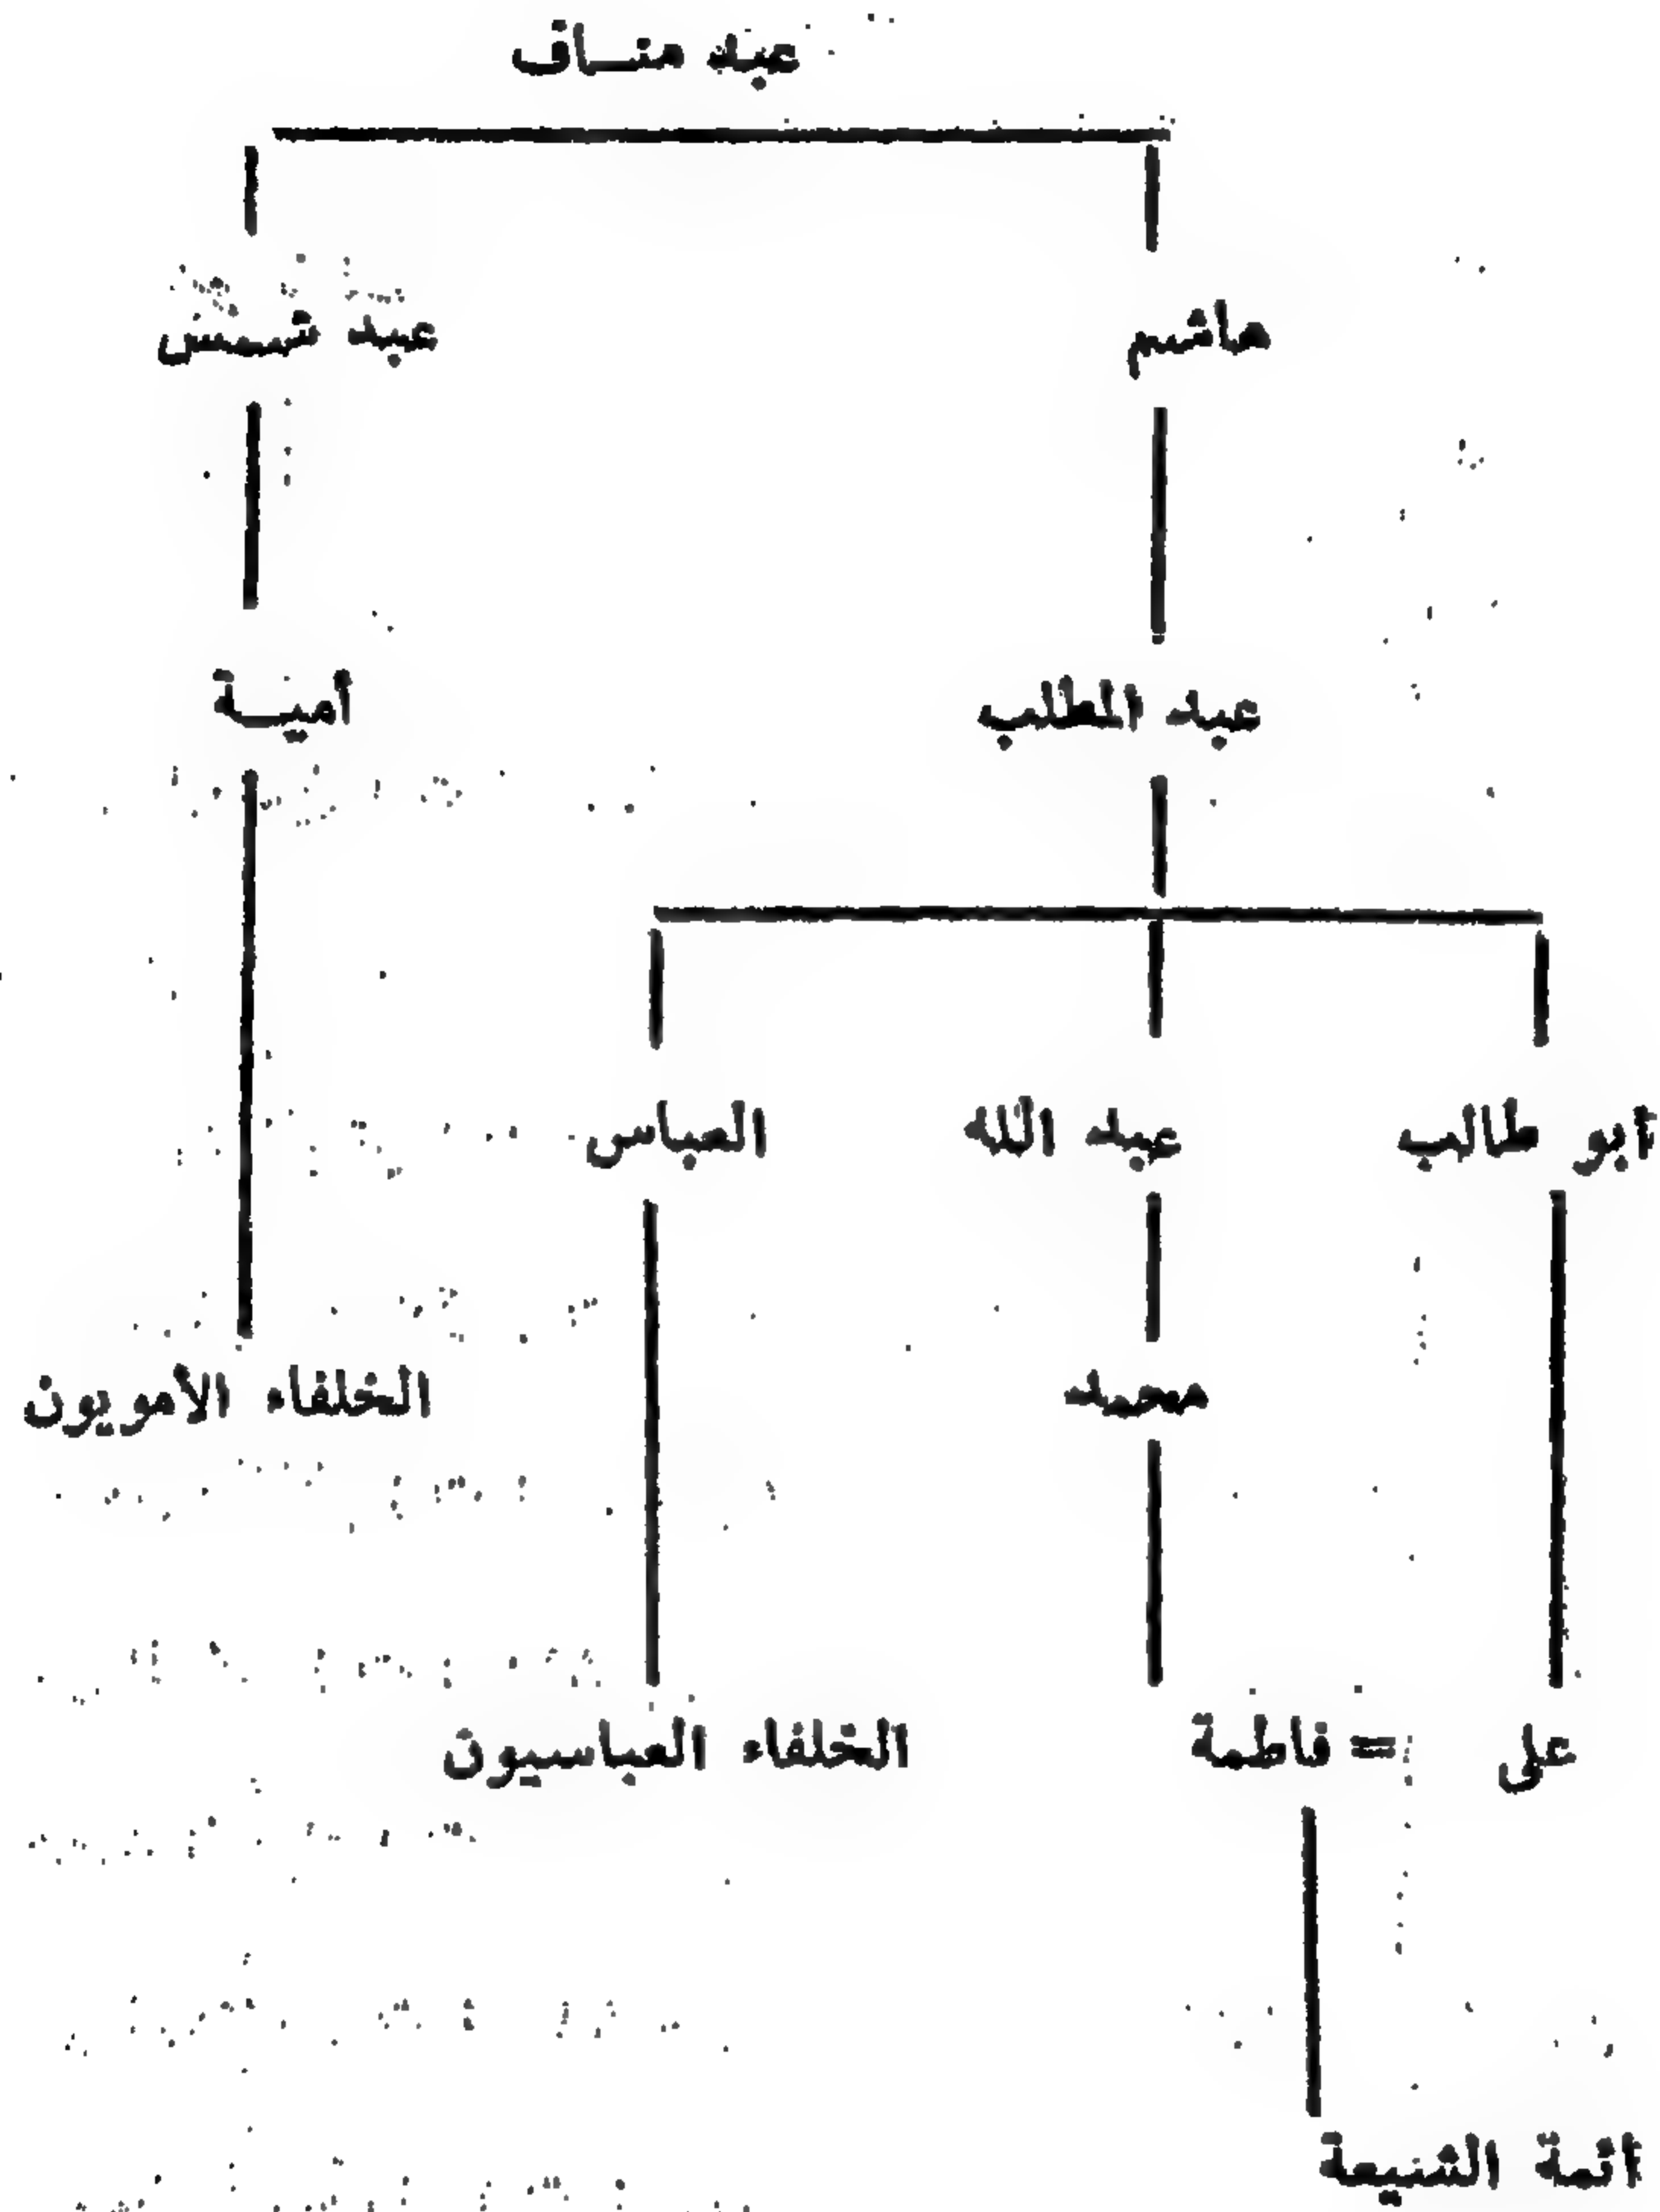 عبد منـاف
هاشم عبد شمس
عبد المطلب أميـة
أبو طالب عبد الله العباس
محمد الخلفاء الأمويون
على = فاطمة الخلفاء العباسيون
ائمة الشيعة